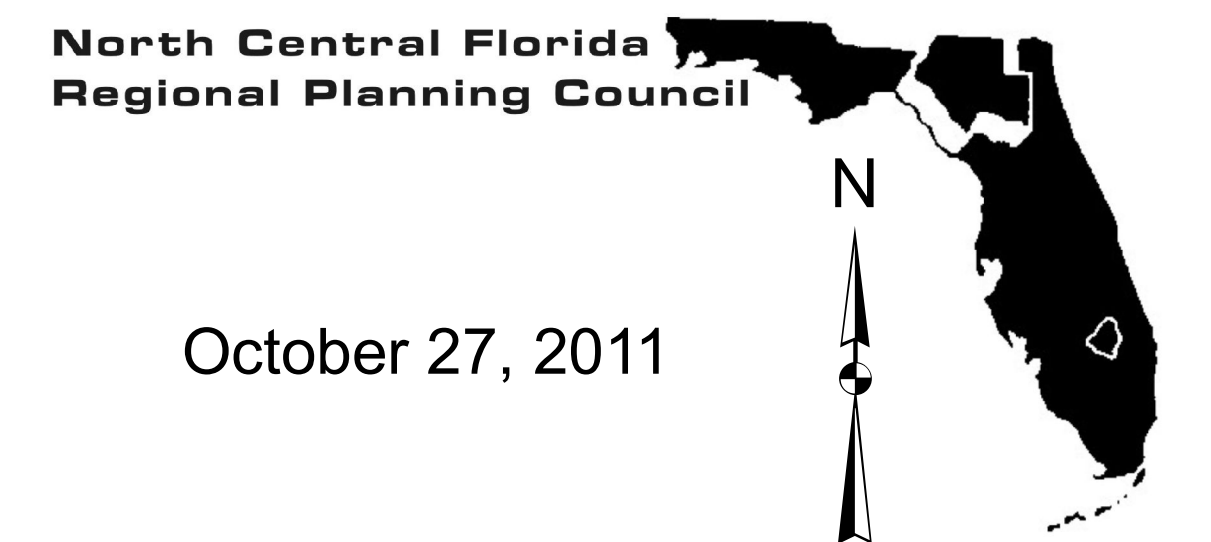 North Central Florida
Regional Planning Council
N
October 27, 2011